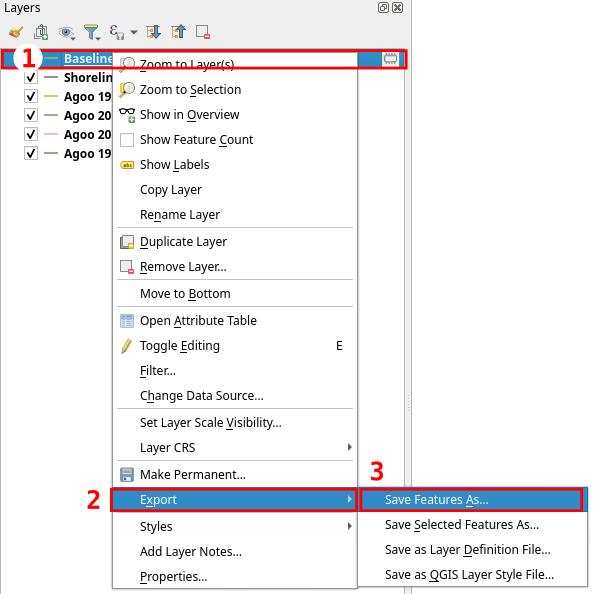 Layers
1
Baseline
Shorelin
Agoo 19
Agoo 20
Agoo 20
Agoo 19
Zoom to Layer(s)
Zoom to Selection
Show in Overview
Show Feature Count
abc Show Labels
Copy Layer
Rename Layer
Duplicate Layer
Remove Layer...
Move to Bottom
Open Attribute Table
Toggle Editing E
Filter...
Change Data Source...
Set Layer Scale Visibility...
Layer CRS
Make Permanent...
2 Export
Styles
Add Layer Notes...
Properties...
3
Save Features As...
Save Selected Features As...
Save as Layer Definition File...
Save as QGIS Layer Style File...